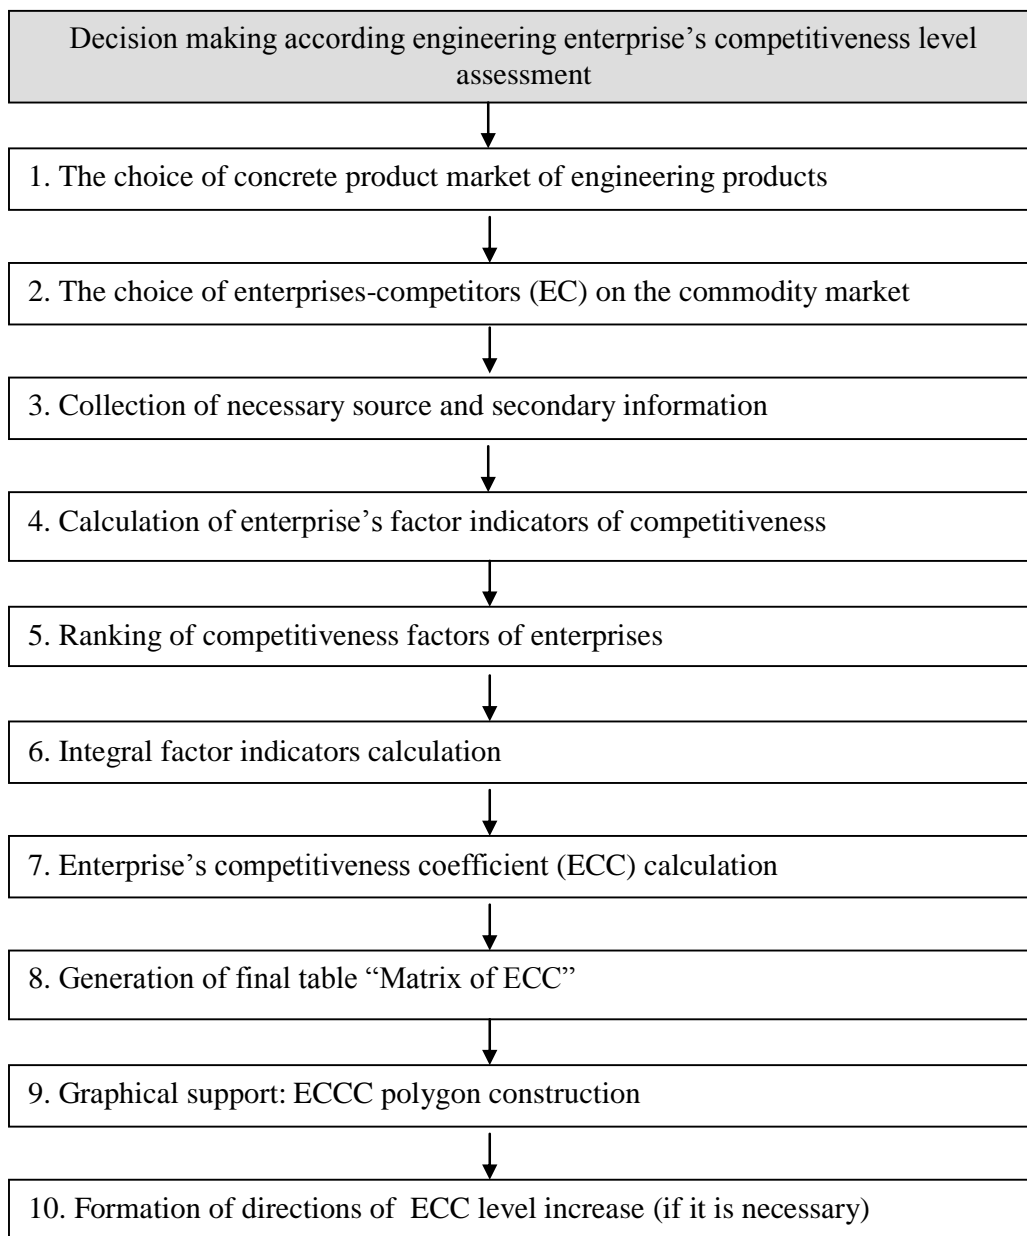 Decision making according engineering enterprise’s competitiveness level
assessment
1. The choice of concrete product market of engineering products
2. The choice of enterprises-competitors (EC) on the commodity market
3. Collection of necessary source and secondary information
4. Calculation of enterprise’s factor indicators of competitiveness
5. Ranking of competitiveness factors of enterprises
6. Integral factor indicators calculation
7. Enterprise’s competitiveness coefficient (ECC) calculation
8. Generation of final table “Matrix of ECC”
9. Graphical support: ECCC polygon construction
10. Formation of directions of  ECC level increase (if it is necessary)